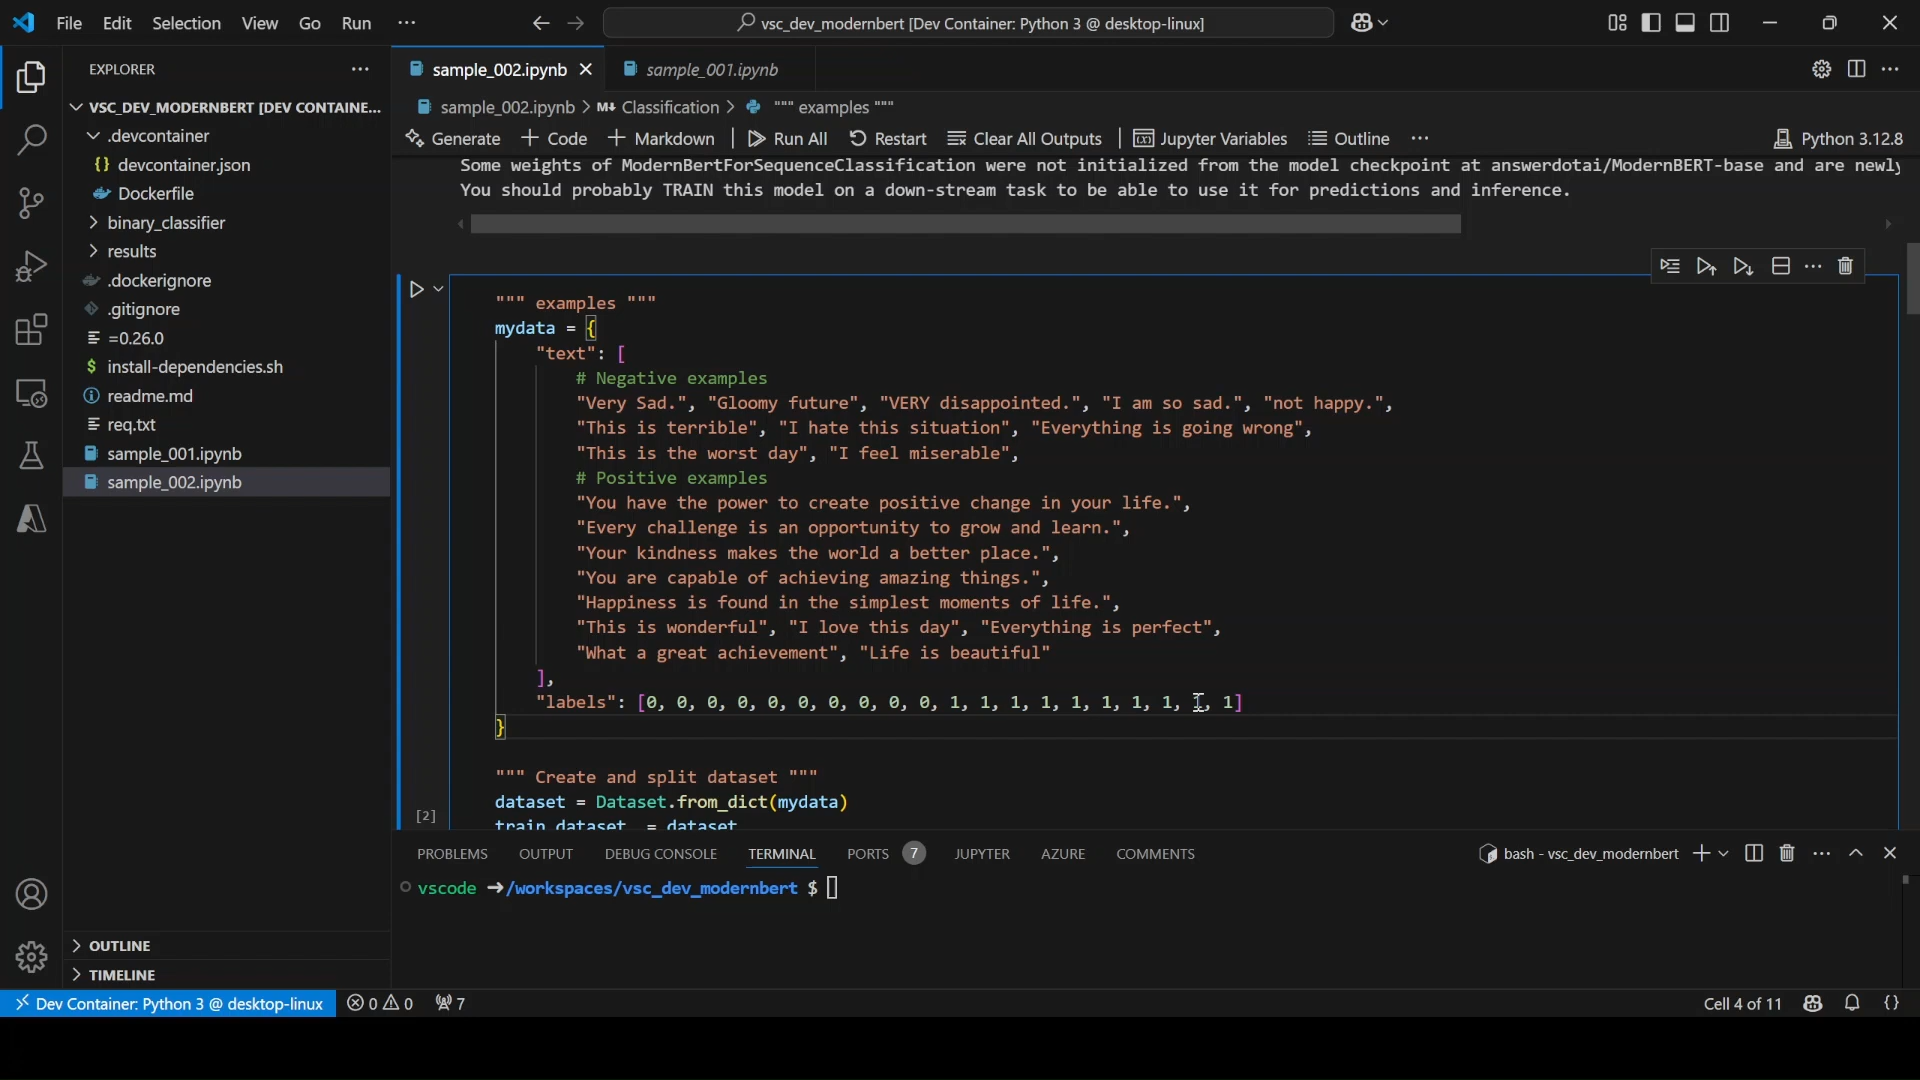 File Edit Selection View Go Run ···
vsc_dev_modernbert [Dev Container: Python 3 @ desktop-linux]
EXPLORER ···
VSC_DEV_MODERNBERT [DEV CONTAINE...
.devcontainer
devcontainer.json
Dockerfile
binary_classifier
results
.dockerignore
.gitignore
=0.26.0
install-dependencies.sh
readme.md
req.txt
sample_001.ipynb
sample_002.ipynb
OUTLINE
TIMELINE
sample_002.ipynb sample_001.ipynb
sample_002.ipynb > M↓ Classification > """ examples """
Generate + Code + Markdown Run All Restart Clear All Outputs Jupyter Variables Outline ··· Python 3.12.8
Some weights of ModernBertForSequenceClassification were not initialized from the model checkpoint at answerdotai/ModernBERT-base and are newly
You should probably TRAIN this model on a down-stream task to be able to use it for predictions and inference.
""" examples """
mydata = {
"text": [
# Negative examples
"Very Sad.", "Gloomy future", "VERY disappointed.", "I am so sad.", "not happy.",
"This is terrible", "I hate this situation", "Everything is going wrong",
"This is the worst day", "I feel miserable",
# Positive examples
"You have the power to create positive change in your life.",
"Every challenge is an opportunity to grow and learn.",
"Your kindness makes the world a better place.",
"You are capable of achieving amazing things.",
"Happiness is found in the simplest moments of life.",
"This is wonderful", "I love this day", "Everything is perfect",
"What a great achievement", "Life is beautiful"
],
"labels": [0, 0, 0, 0, 0, 0, 0, 0, 0, 0, 1, 1, 1, 1, 1, 1, 1, 1, 1, 1]
}
""" Create and split dataset """
dataset = Dataset.from_dict(mydata)
[2]
train_dataset = dataset
PROBLEMS OUTPUT DEBUG CONSOLE TERMINAL PORTS 7 JUPYTER AZURE COMMENTS
bash - vsc_dev_modernbert
vscode ➜ /workspaces/vsc_dev_modernbert $
Dev Container: Python 3 @ desktop-linux 0 0 7
Cell 4 of 11